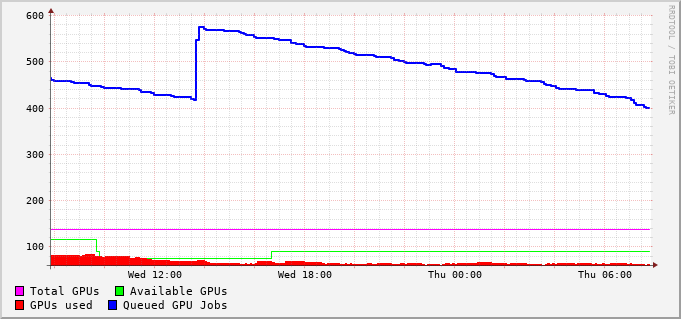 600
500
400
300
200
100
Wed 12:00 Wed 18:00 Thu 00:00 Thu 06:00
Total GPUs Available GPUs
GPUs used Queued GPU Jobs
RRDTOOL / TOBI OETIKER